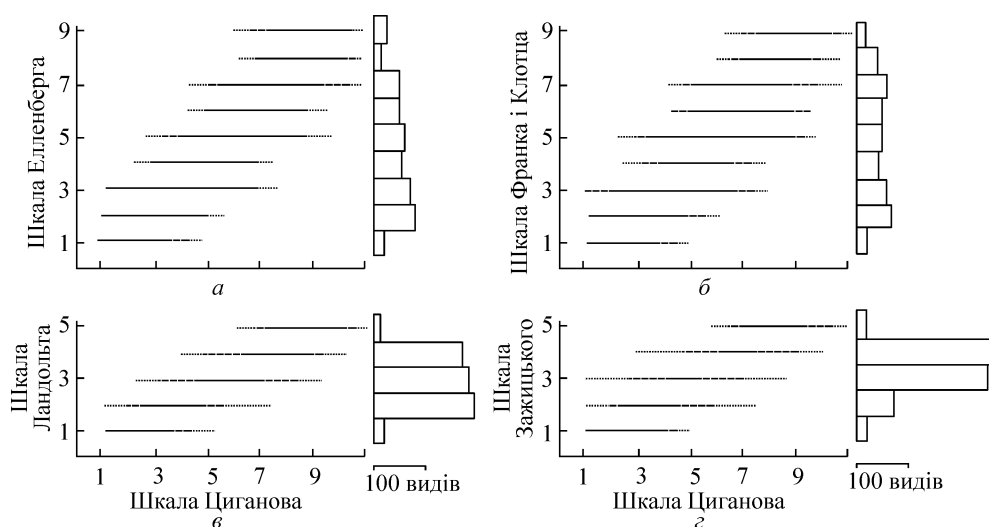 Шкала Елленберга
9
7
5
3
1
а
Шкала Франка і Клотца
9
7
5
3
1
б
Шкала
Ландольта
5
3
1
1 3 5 7 9
Шкала Циганова
в
100 видів
Шкала
Зажицького
5
3
1
1 3 5 7 9
Шкала Циганова
г
100 видів